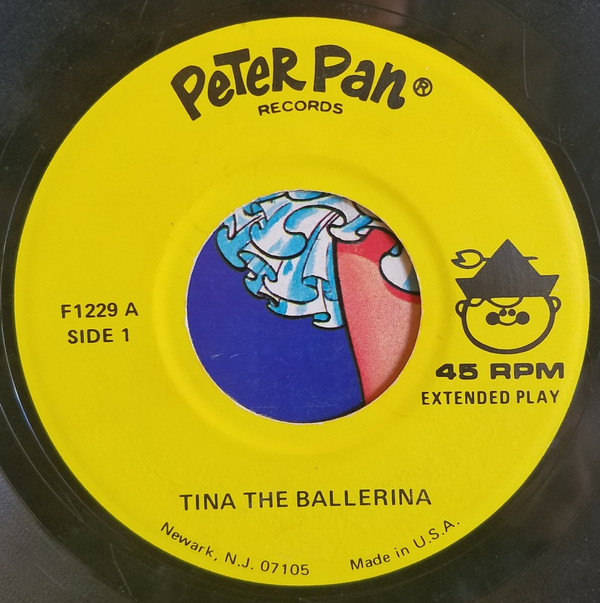 PETER PAN®
RECORDS
F1229 A
SIDE 1
45 RPM
EXTENDED PLAY
TINA THE BALLERINA
Newark, N.J. 07105 Made in U.S.A.